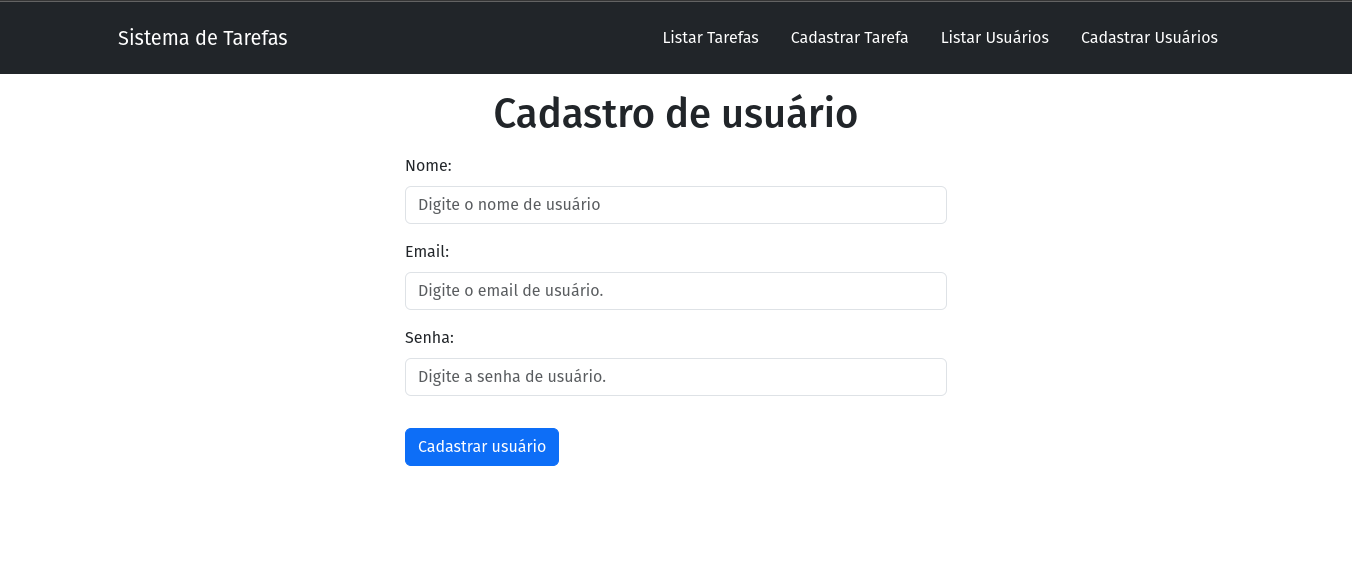 Sistema de Tarefas Listar Tarefas Cadastrar Tarefa Listar Usuários Cadastrar Usuários
Cadastro de usuário
Nome:
Digite o nome de usuário
Email:
Digite o email de usuário.
Senha:
Digite a senha de usuário.
Cadastrar usuário